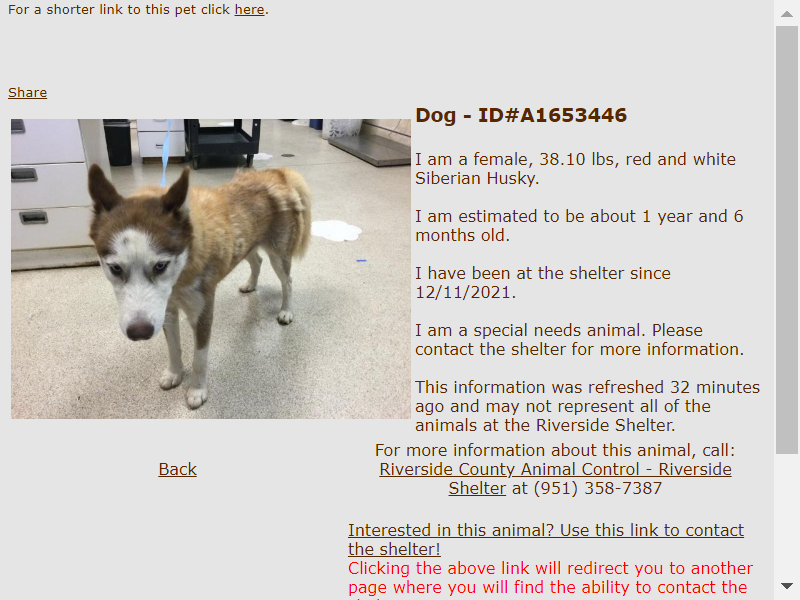 For a shorter link to this pet click here.
Share
Dog - ID#A1653446
I am a female, 38.10 lbs, red and white
Siberian Husky.
I am estimated to be about 1 year and 6
months old.
I have been at the shelter since
12/11/2021.
I am a special needs animal. Please
contact the shelter for more information.
This information was refreshed 32 minutes
ago and may not represent all of the
animals at the Riverside Shelter.
For more information about this animal, call:
Riverside County Animal Control - Riverside
Shelter at (951) 358-7387
Back
Interested in this animal? Use this link to contact
the shelter!
Clicking the above link will redirect you to another
page where you will find the ability to contact the